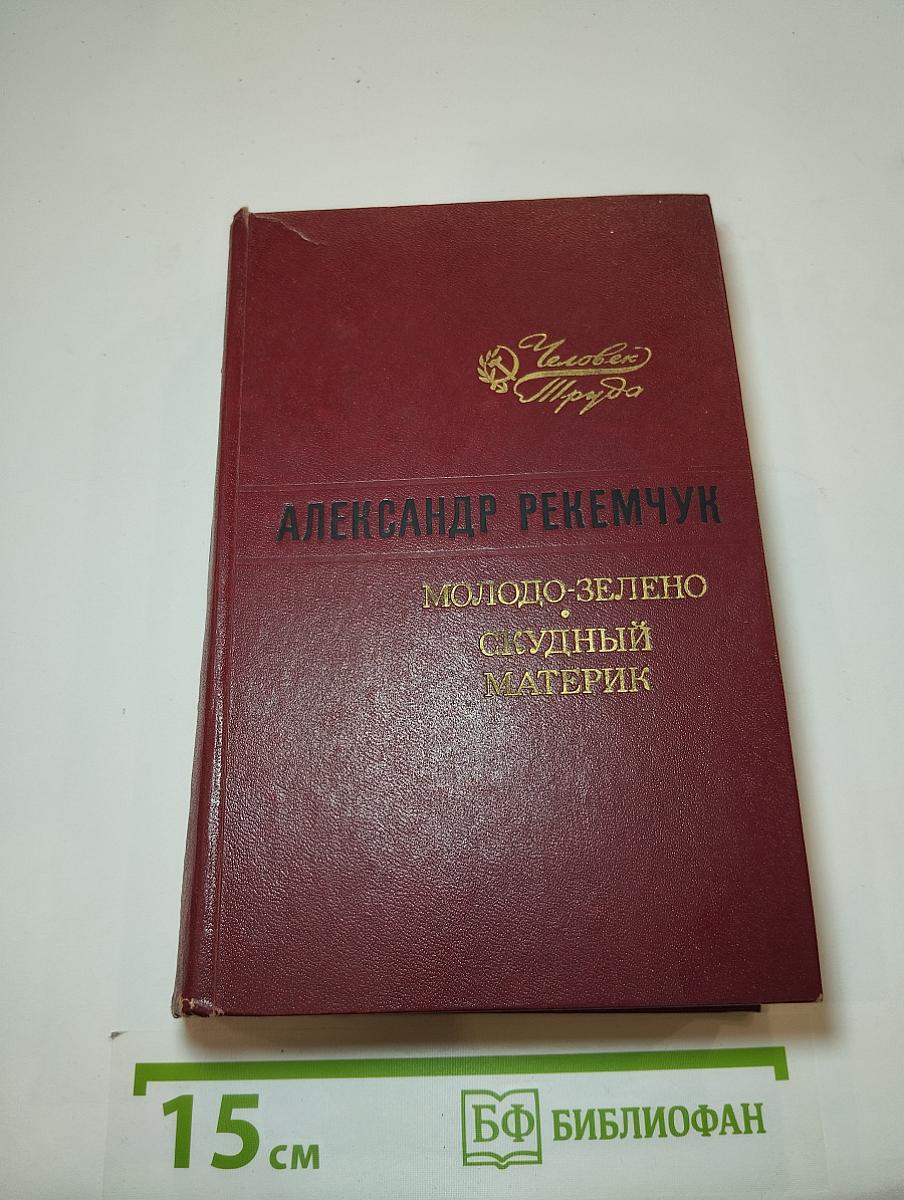 Человек
Труда
АЛЕКСАНДР РЕКЕМЧУК
МОЛОДО-ЗЕЛЕНО
•
СКУДНЫЙ
МАТЕРИК
15 см
БФ БИБЛИОФАН